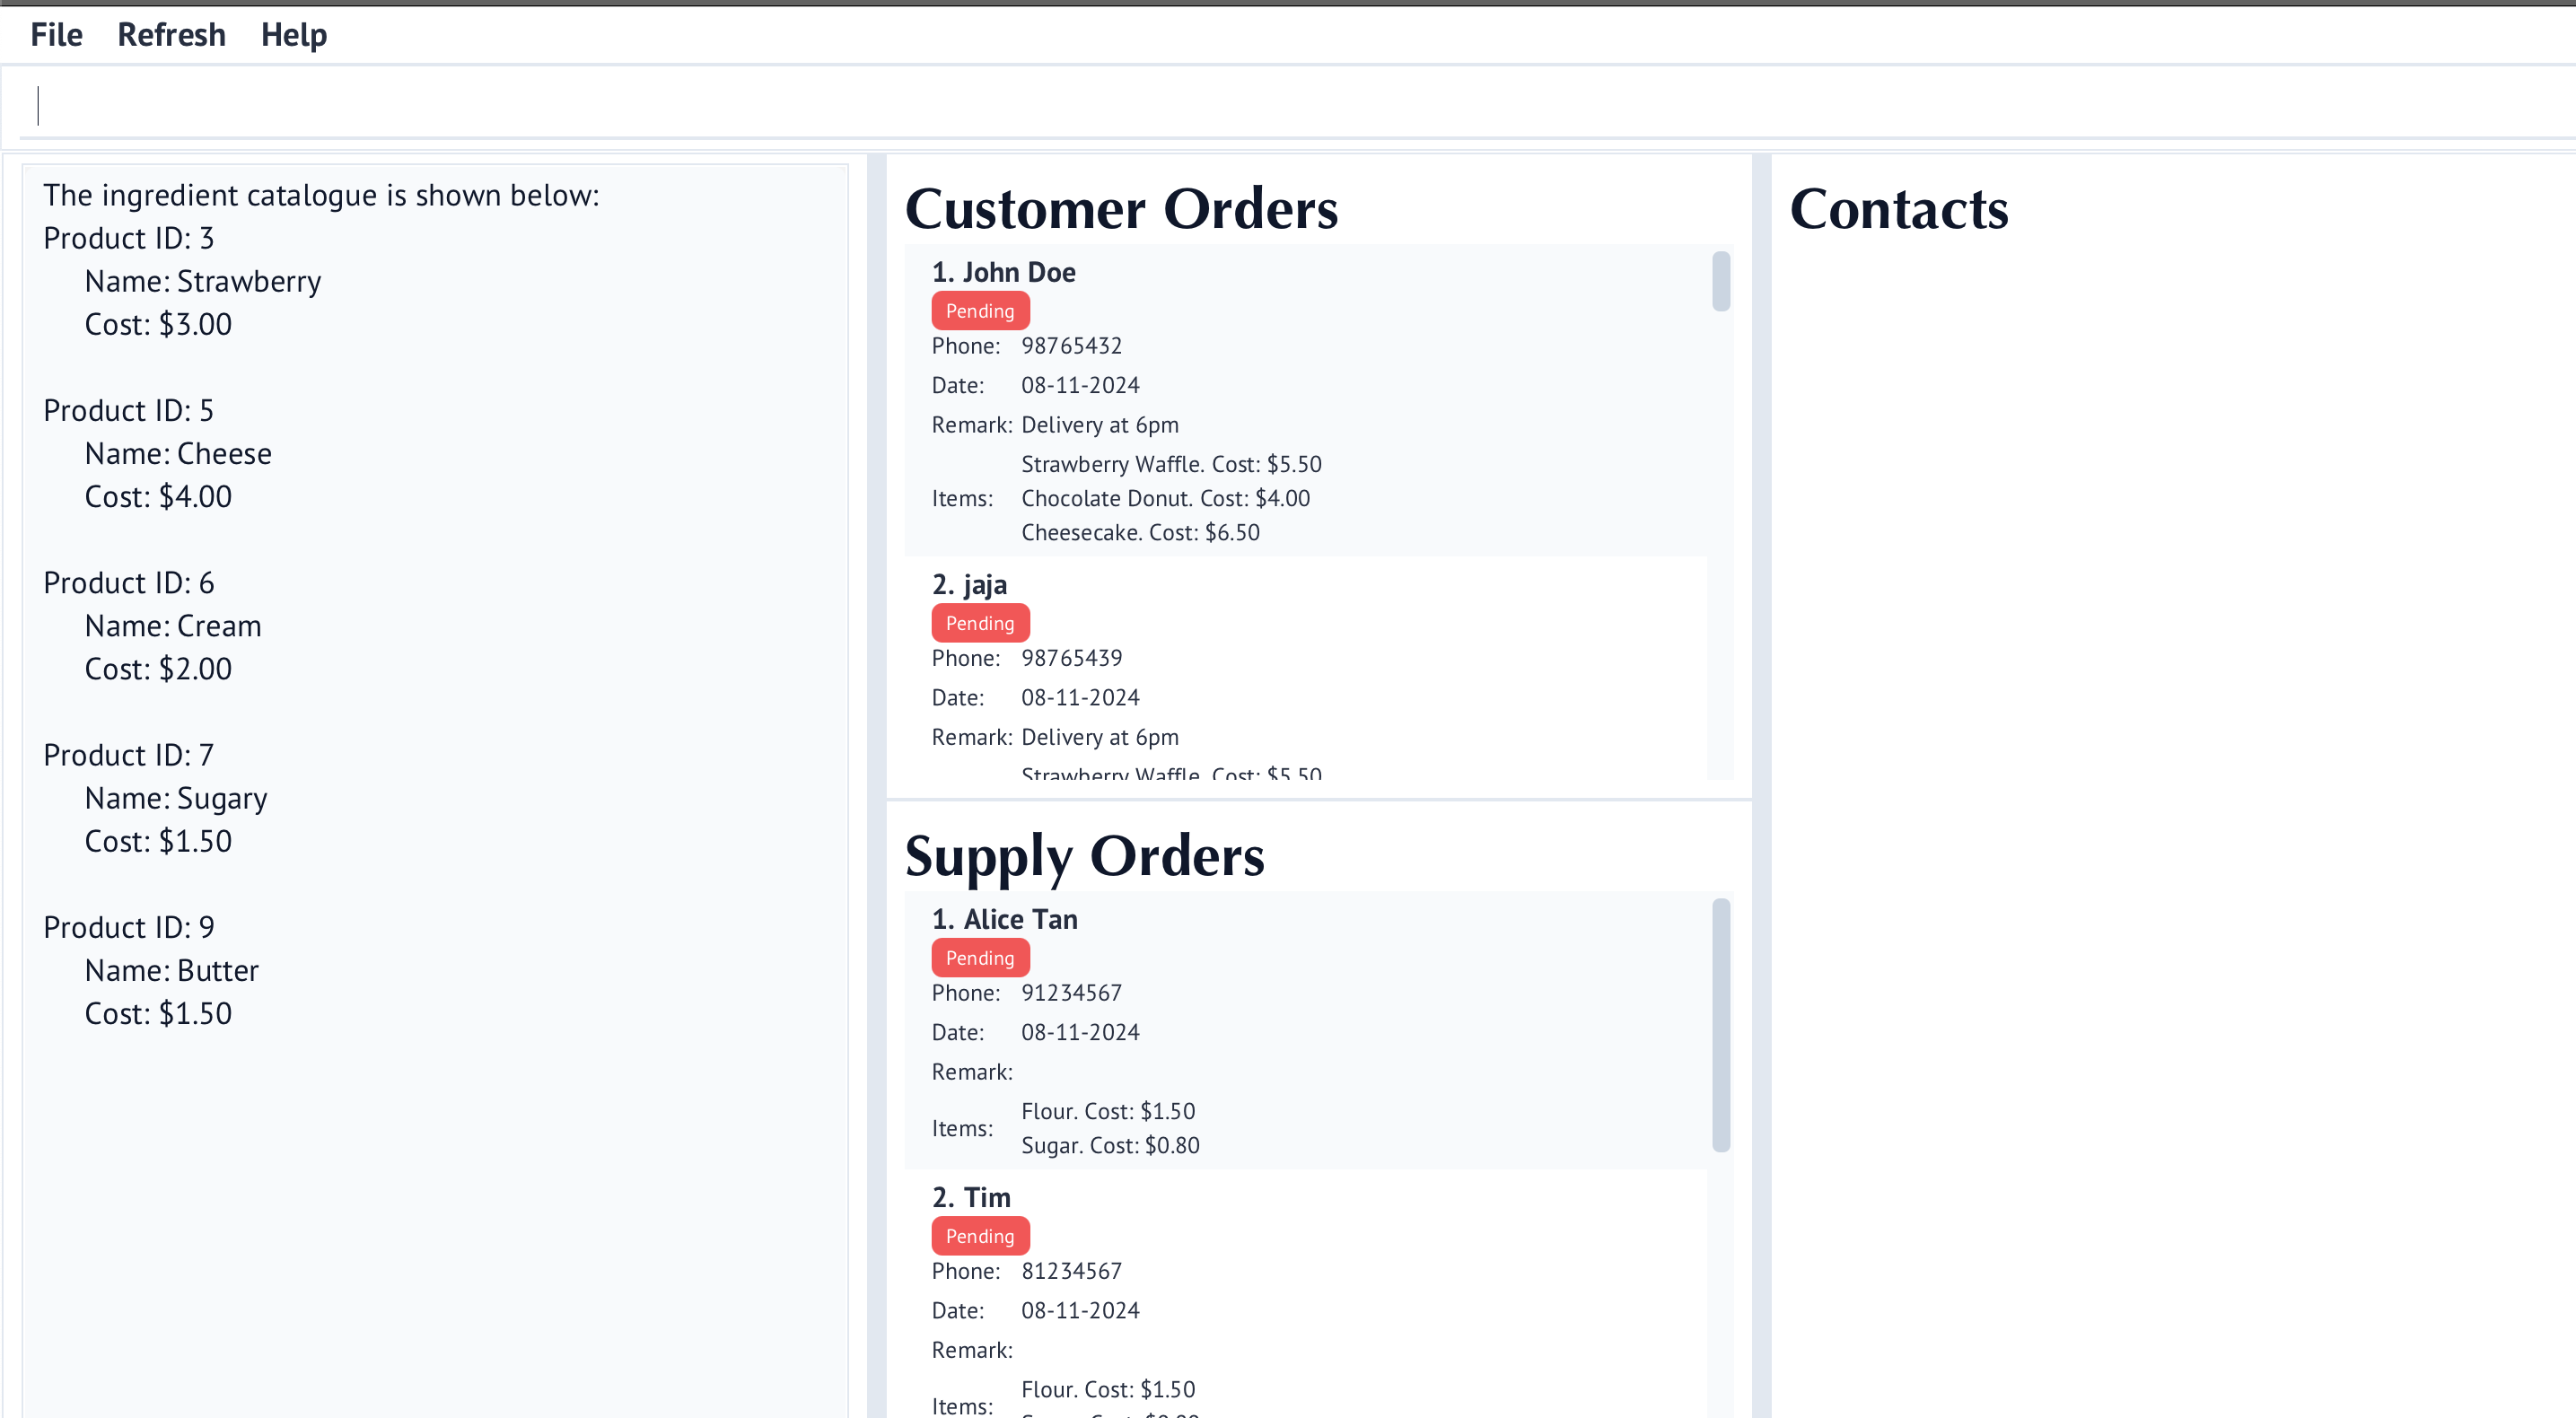 File Refresh Help
The ingredient catalogue is shown below:
Product ID: 3
Name: Strawberry
Cost: $3.00
Product ID: 5
Name: Cheese
Cost: $4.00
Product ID: 6
Name: Cream
Cost: $2.00
Product ID: 7
Name: Sugary
Cost: $1.50
Product ID: 9
Name: Butter
Cost: $1.50
Customer Orders
1. John Doe
Pending
Phone: 98765432
Date: 08-11-2024
Remark: Delivery at 6pm
Strawberry Waffle. Cost: $5.50
Items: Chocolate Donut. Cost: $4.00
Cheesecake. Cost: $6.50
2. jaja
Pending
Phone: 98765439
Date: 08-11-2024
Remark: Delivery at 6pm
Strawberry Waffle. Cost: $5.50
Supply Orders
1. Alice Tan
Pending
Phone: 91234567
Date: 08-11-2024
Remark:
Flour. Cost: $1.50
Items:
Sugar. Cost: $0.80
2. Tim
Pending
Phone: 81234567
Date: 08-11-2024
Remark:
Flour. Cost: $1.50
Items:
Contacts